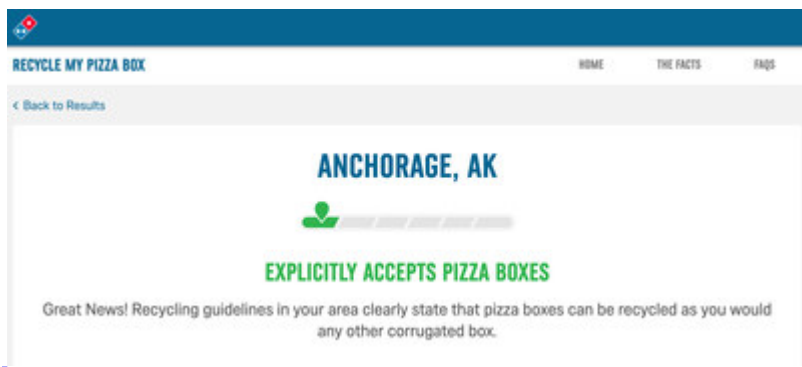 RECYCLE MY PIZZA BOX HOME THE FACTS FAQS
< Back to Results
ANCHORAGE, AK
EXPLICITLY ACCEPTS PIZZA BOXES
Great News! Recycling guidelines in your area clearly state that pizza boxes can be recycled as you would
any other corrugated box.